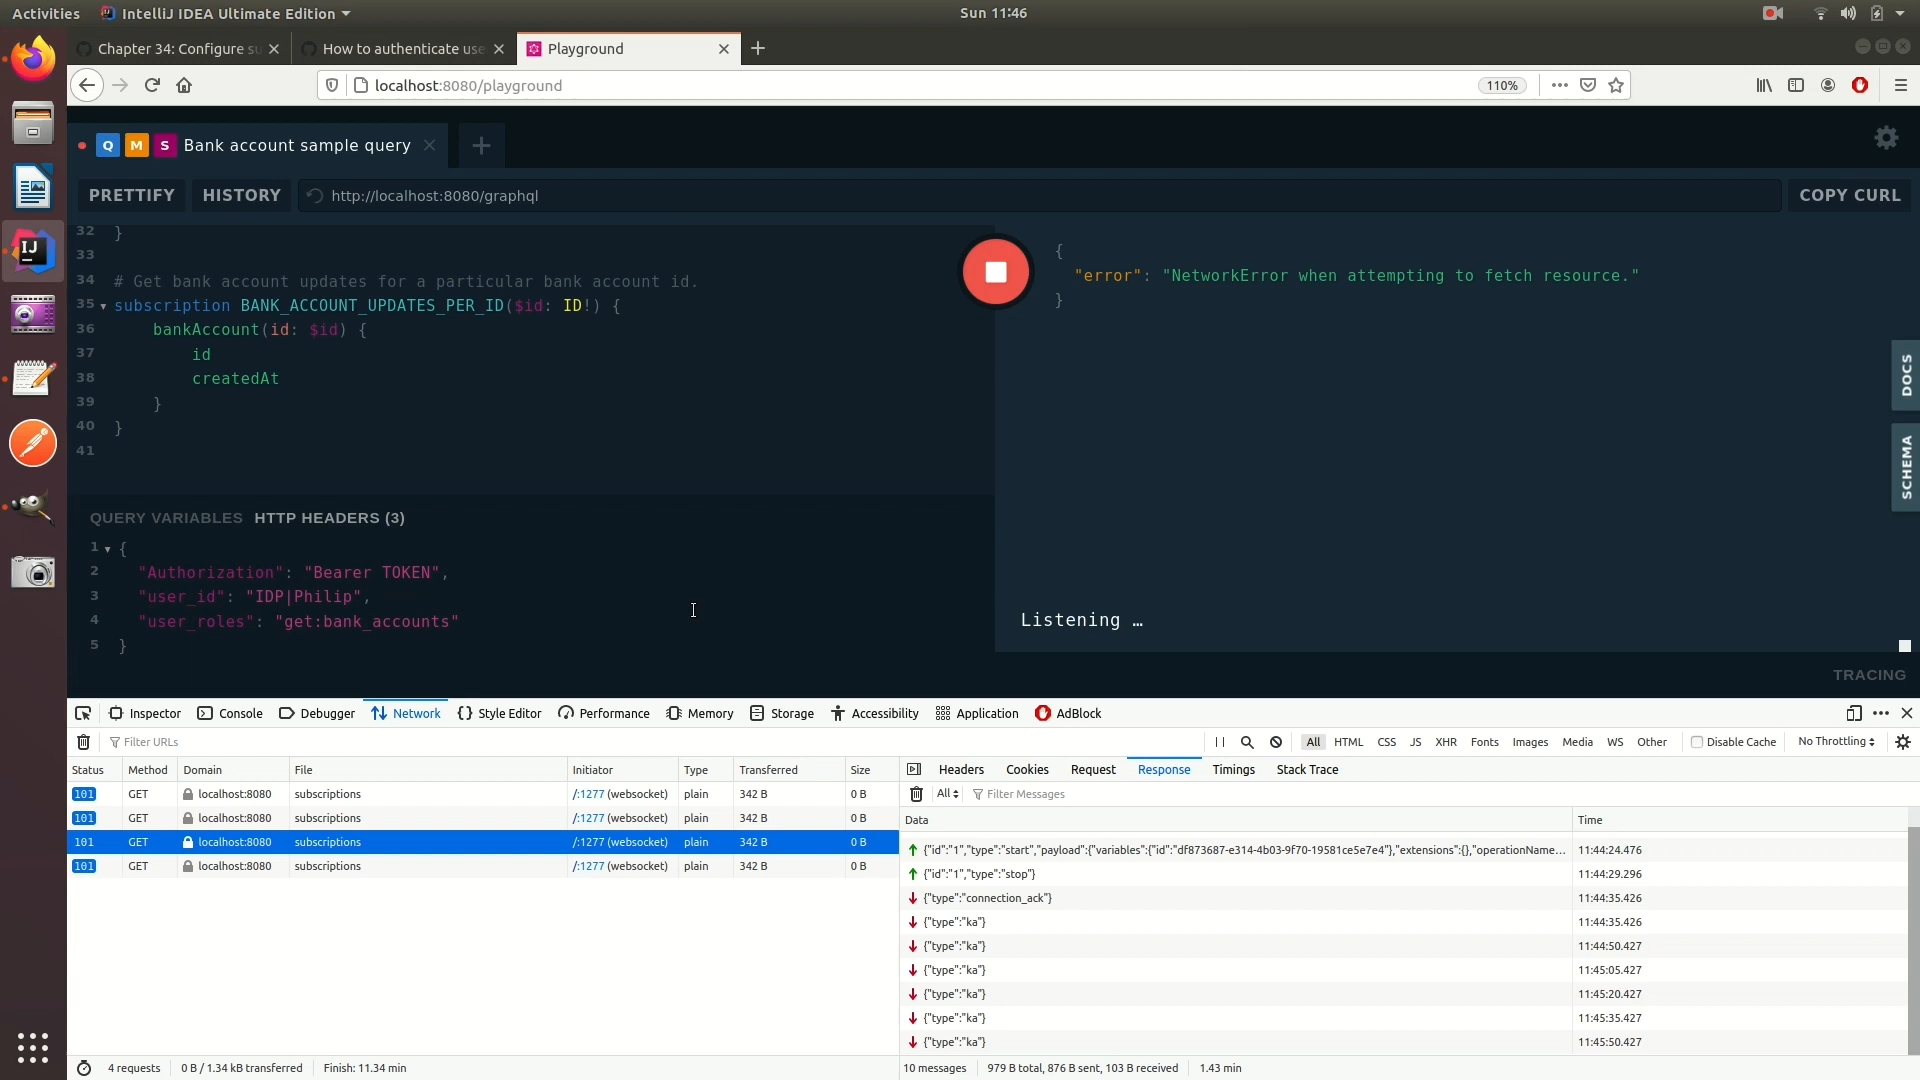 Activities IntelliJ IDEA Ultimate Edition Sun 11:46
Chapter 34: Configure su How to authenticate use Playground
localhost:8080/playground 110%
Q M S Bank account sample query
PRETTIFY HISTORY http://localhost:8080/graphql COPY CURL
32 }
33
34 # Get bank account updates for a particular bank account id.
35 subscription BANK_ACCOUNT_UPDATES_PER_ID($id: ID!) {
36 bankAccount(id: $id) {
37 id
38 createdAt
39 }
40 }
41
{
"error": "NetworkError when attempting to fetch resource."
}
DOCS
SCHEMA
QUERY VARIABLES HTTP HEADERS (3)
1 {
2 "Authorization": "Bearer TOKEN",
3 "user_id": "IDP|Philip",
4 "user_roles": "get:bank_accounts"
5 }
Listening …
TRACING
Inspector Console Debugger Network Style Editor Performance Memory Storage Accessibility Application AdBlock
Filter URLs All HTML CSS JS XHR Fonts Images Media WS Other Disable Cache No Throttling
Status Method Domain File Initiator Type Transferred Size
101 GET localhost:8080 subscriptions /:1277 (websocket) plain 342 B 0 B
101 GET localhost:8080 subscriptions /:1277 (websocket) plain 342 B 0 B
101 GET localhost:8080 subscriptions /:1277 (websocket) plain 342 B 0 B
101 GET localhost:8080 subscriptions /:1277 (websocket) plain 342 B 0 B
Headers Cookies Request Response Timings Stack Trace
All Filter Messages
Data Time
{"id":"1","type":"start","payload":{"variables":{"id":"df873687-e314-4b03-9f70-19581ce5e7e4"},"extensions":{},"operationName... 11:44:24.476
{"id":"1","type":"stop"} 11:44:29.296
{"type":"connection_ack"} 11:44:35.426
{"type":"ka"} 11:44:35.426
{"type":"ka"} 11:44:50.427
{"type":"ka"} 11:45:05.427
{"type":"ka"} 11:45:20.427
{"type":"ka"} 11:45:35.427
{"type":"ka"} 11:45:50.427
4 requests 0 B / 1.34 kB transferred Finish: 11.34 min
10 messages 979 B total, 876 B sent, 103 B received 1.43 min